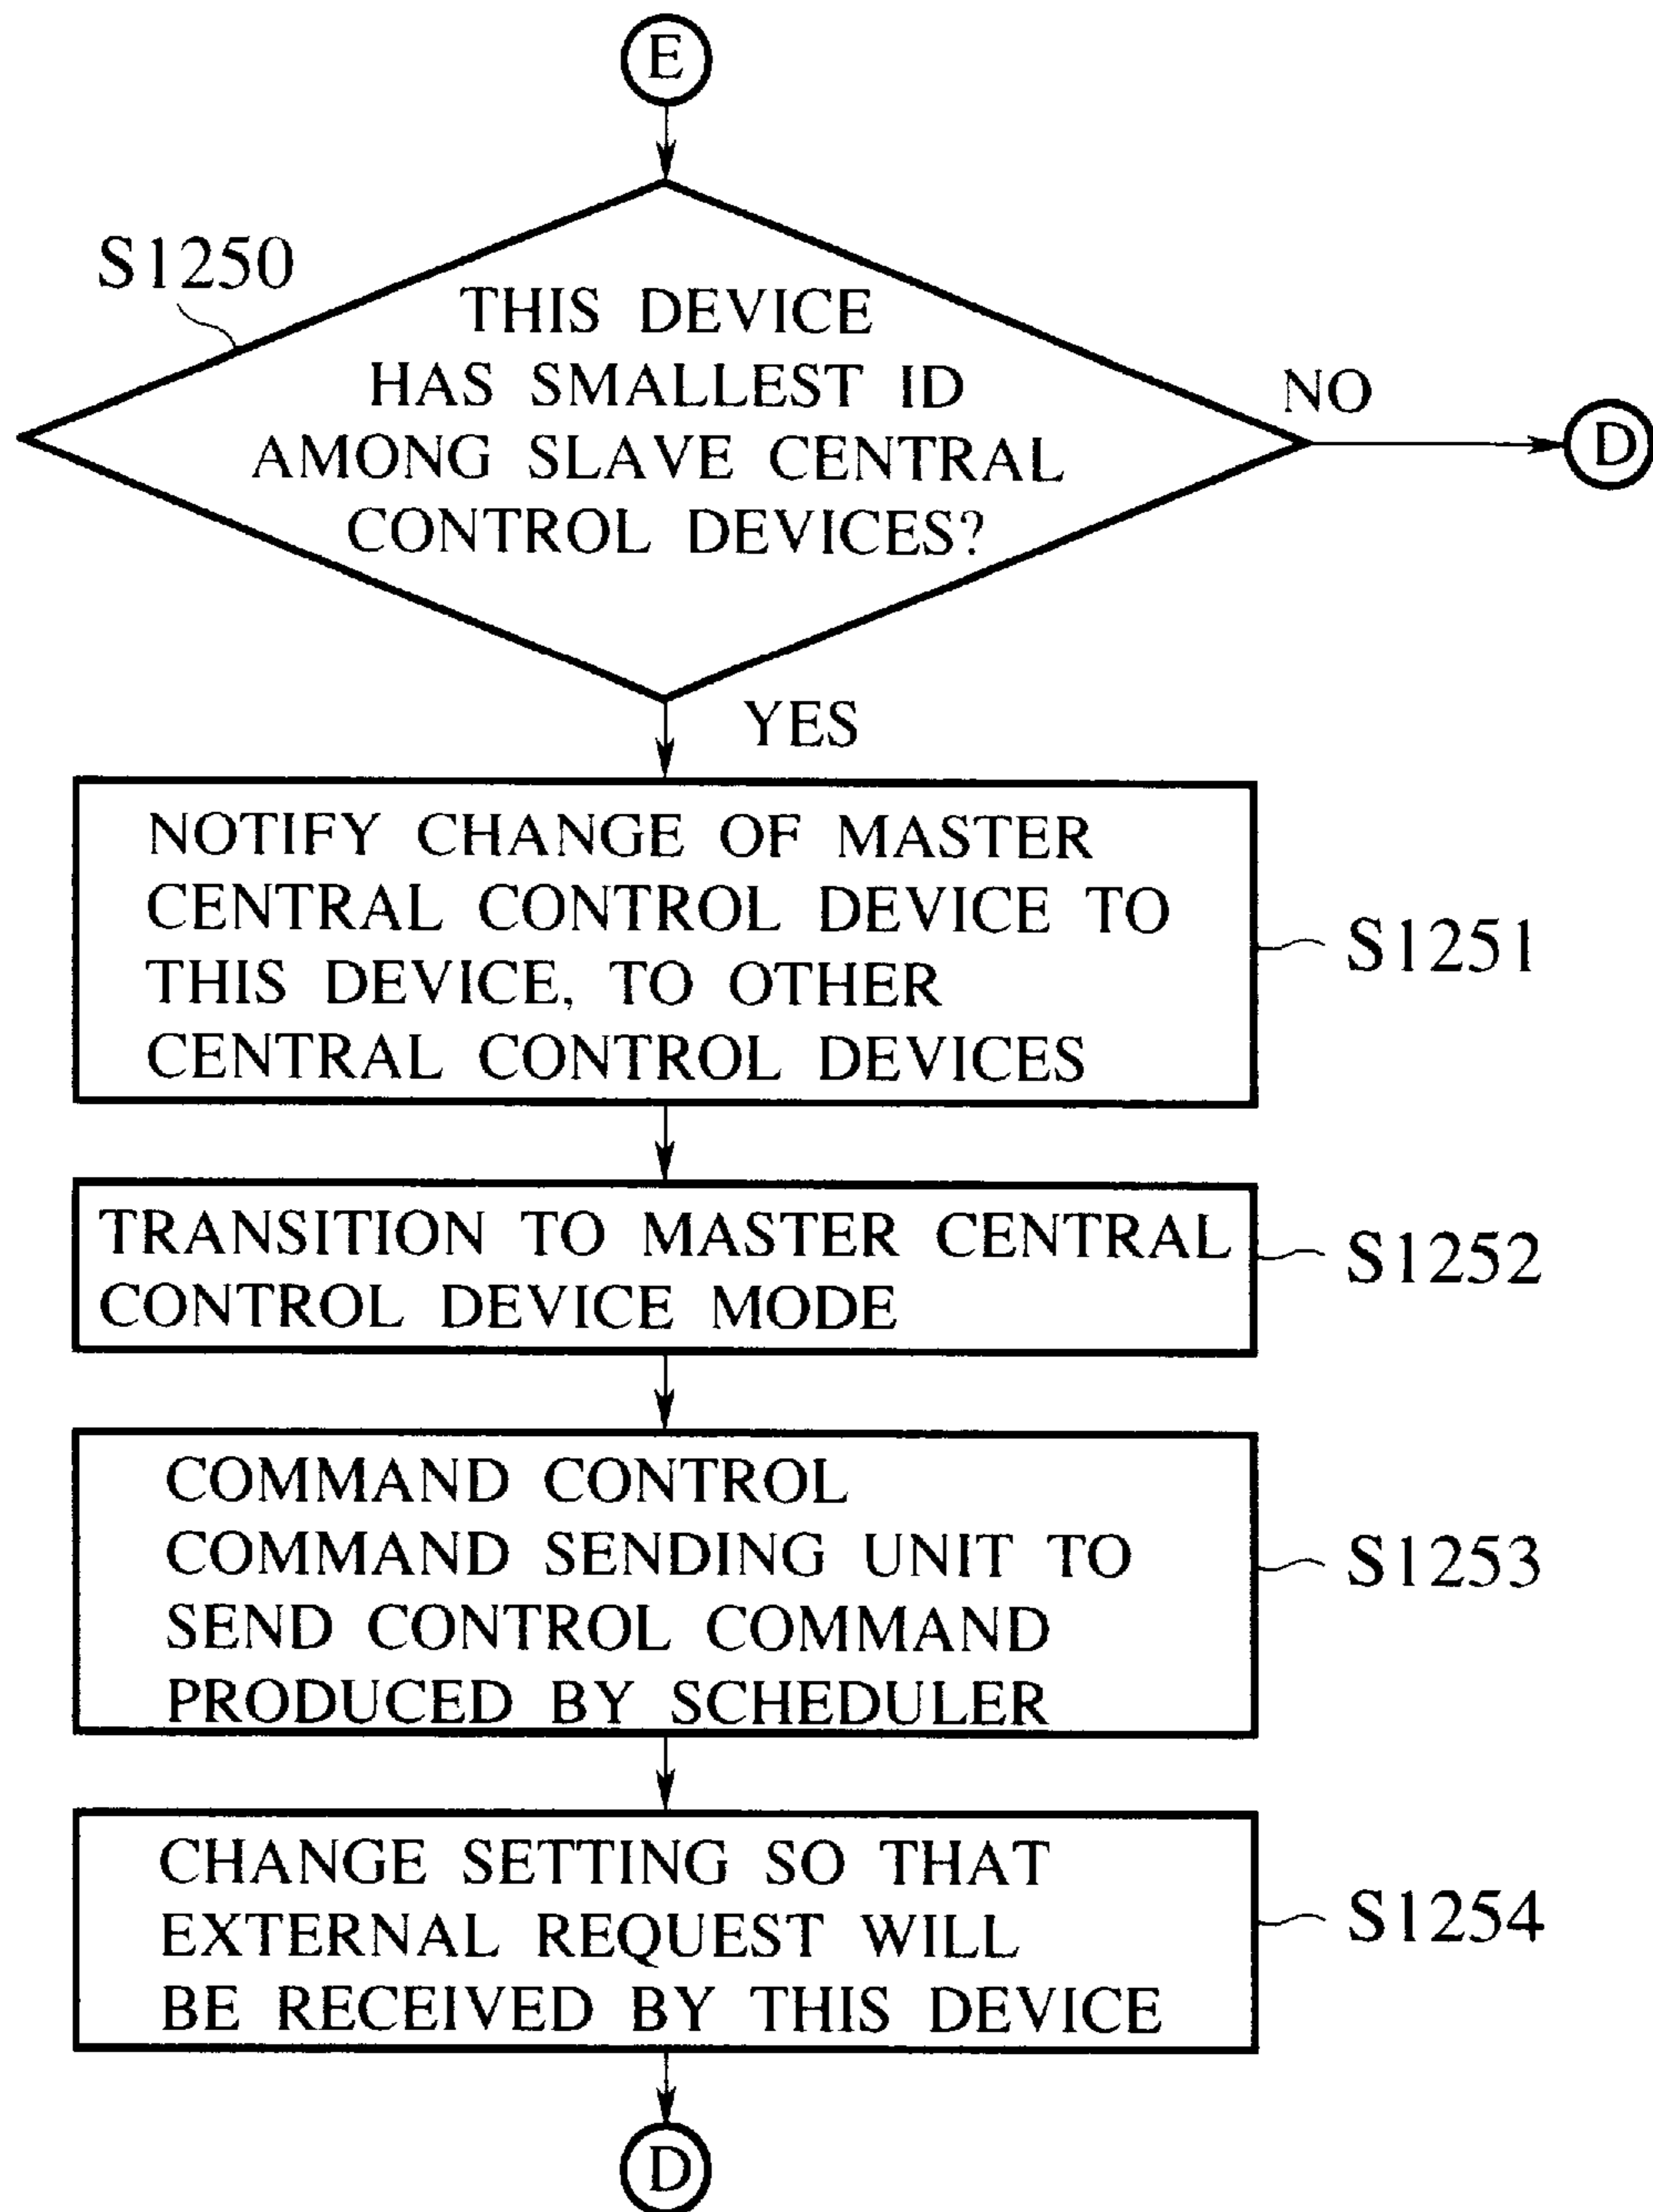 E
S1250
THIS DEVICE
HAS SMALLEST ID
AMONG SLAVE CENTRAL
CONTROL DEVICES?
NO
D
YES
NOTIFY CHANGE OF MASTER
CENTRAL CONTROL DEVICE TO
THIS DEVICE, TO OTHER
CENTRAL CONTROL DEVICES
S1251
TRANSITION TO MASTER CENTRAL
CONTROL DEVICE MODE
S1252
COMMAND CONTROL
COMMAND SENDING UNIT TO
SEND CONTROL COMMAND
PRODUCED BY SCHEDULER
S1253
CHANGE SETTING SO THAT
EXTERNAL REQUEST WILL
BE RECEIVED BY THIS DEVICE
S1254
D